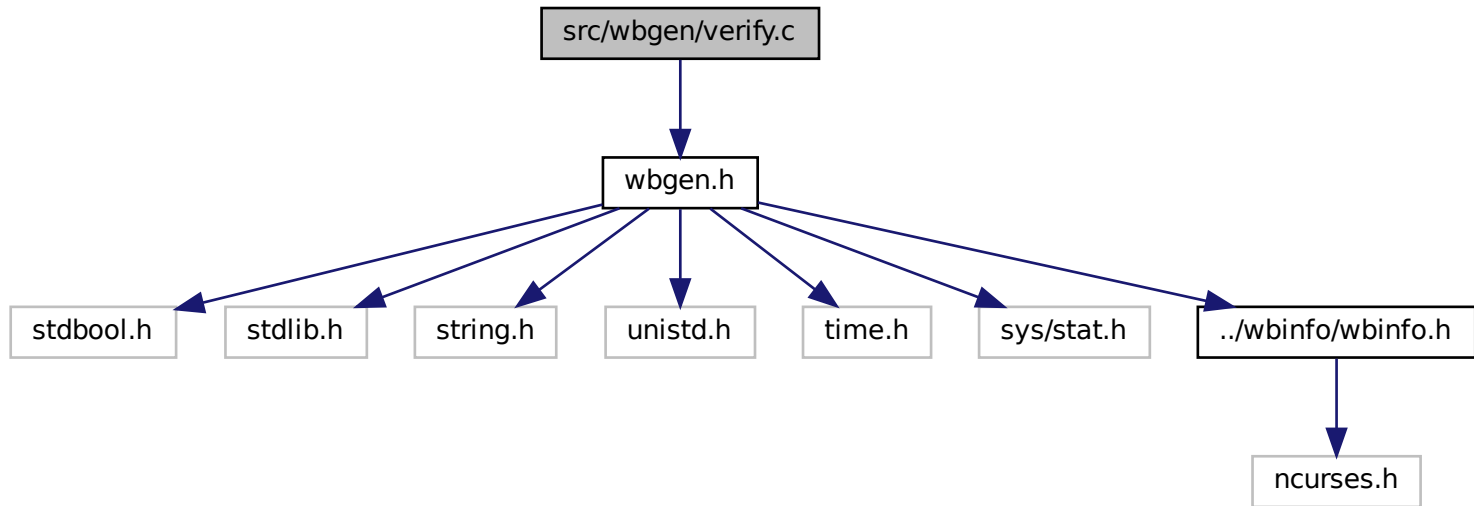 src/wbgen/verify.c
wbgen.h
stdbool.h
stdlib.h
string.h
unistd.h
time.h
sys/stat.h
../wbinfo/wbinfo.h
ncurses.h